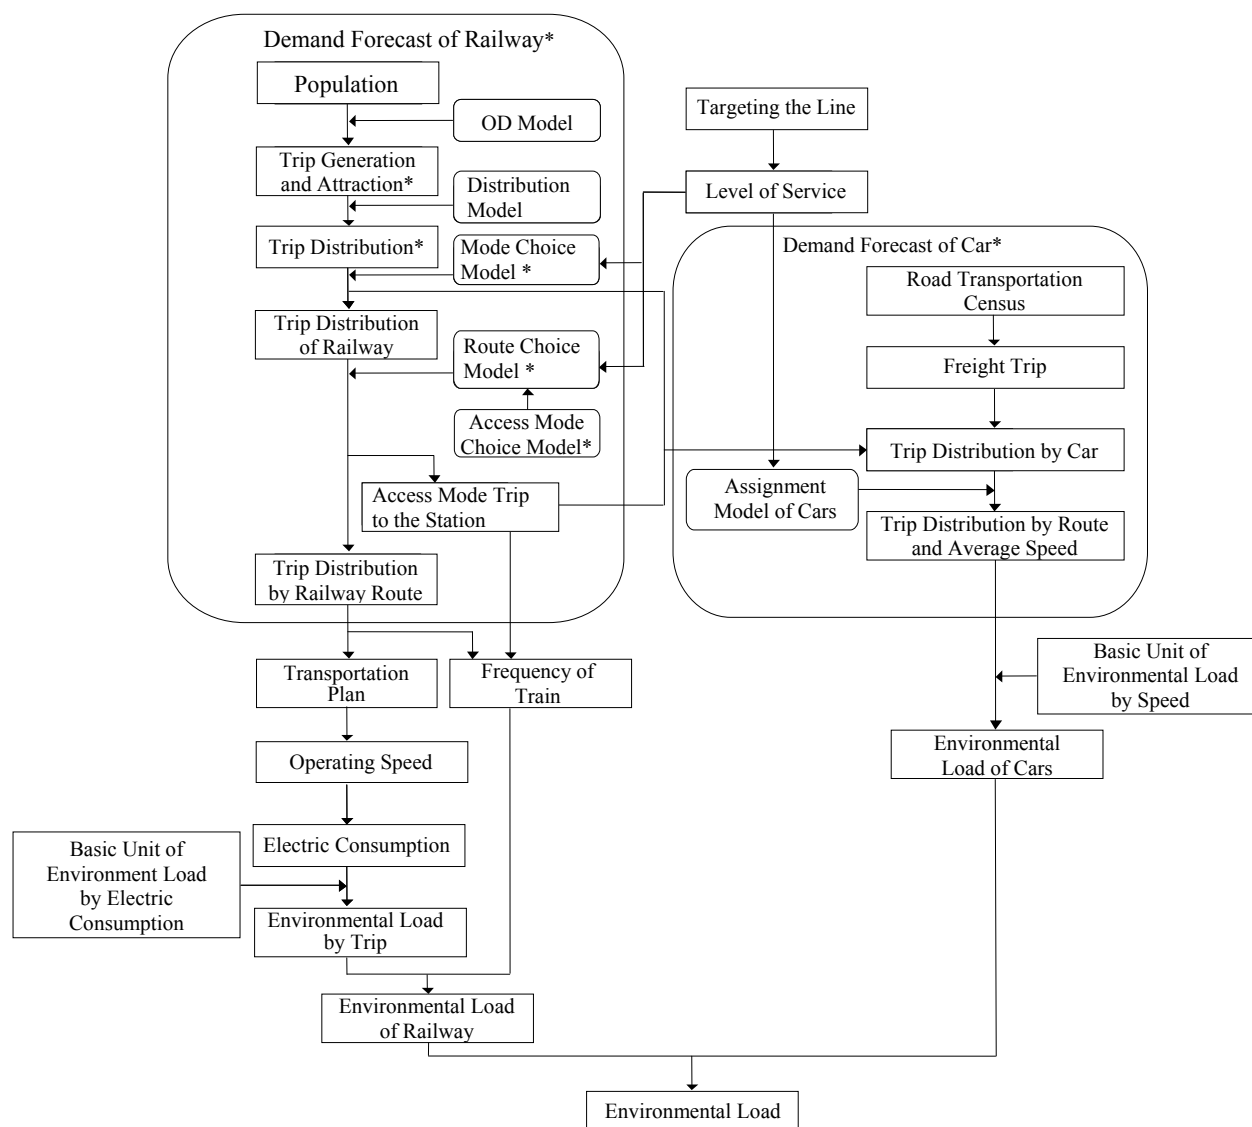 Demand Forecast of Railway*
Population
OD Model
Trip Generation
and Attraction*
Distribution
Model
Trip Distribution*
Mode Choice
Model *
Trip Distribution
of Railway
Route Choice
Model *
Access Mode
Choice Model*
Access Mode Trip
to the Station
Trip Distribution
by Railway Route
Targeting the Line
Level of Service
Demand Forecast of Car*
Road Transportation
Census
Freight Trip
Trip Distribution by Car
Assignment
Model of Cars
Trip Distribution by Route
and Average Speed
Transportation
Plan
Frequency of
Train
Basic Unit of
Environmental Load
by Speed
Operating Speed
Environmental
Load of Cars
Electric Consumption
Basic Unit of
Environment Load
by Electric
Consumption
Environmental Load
by Trip
Environmental Load
of Railway
Environmental Load